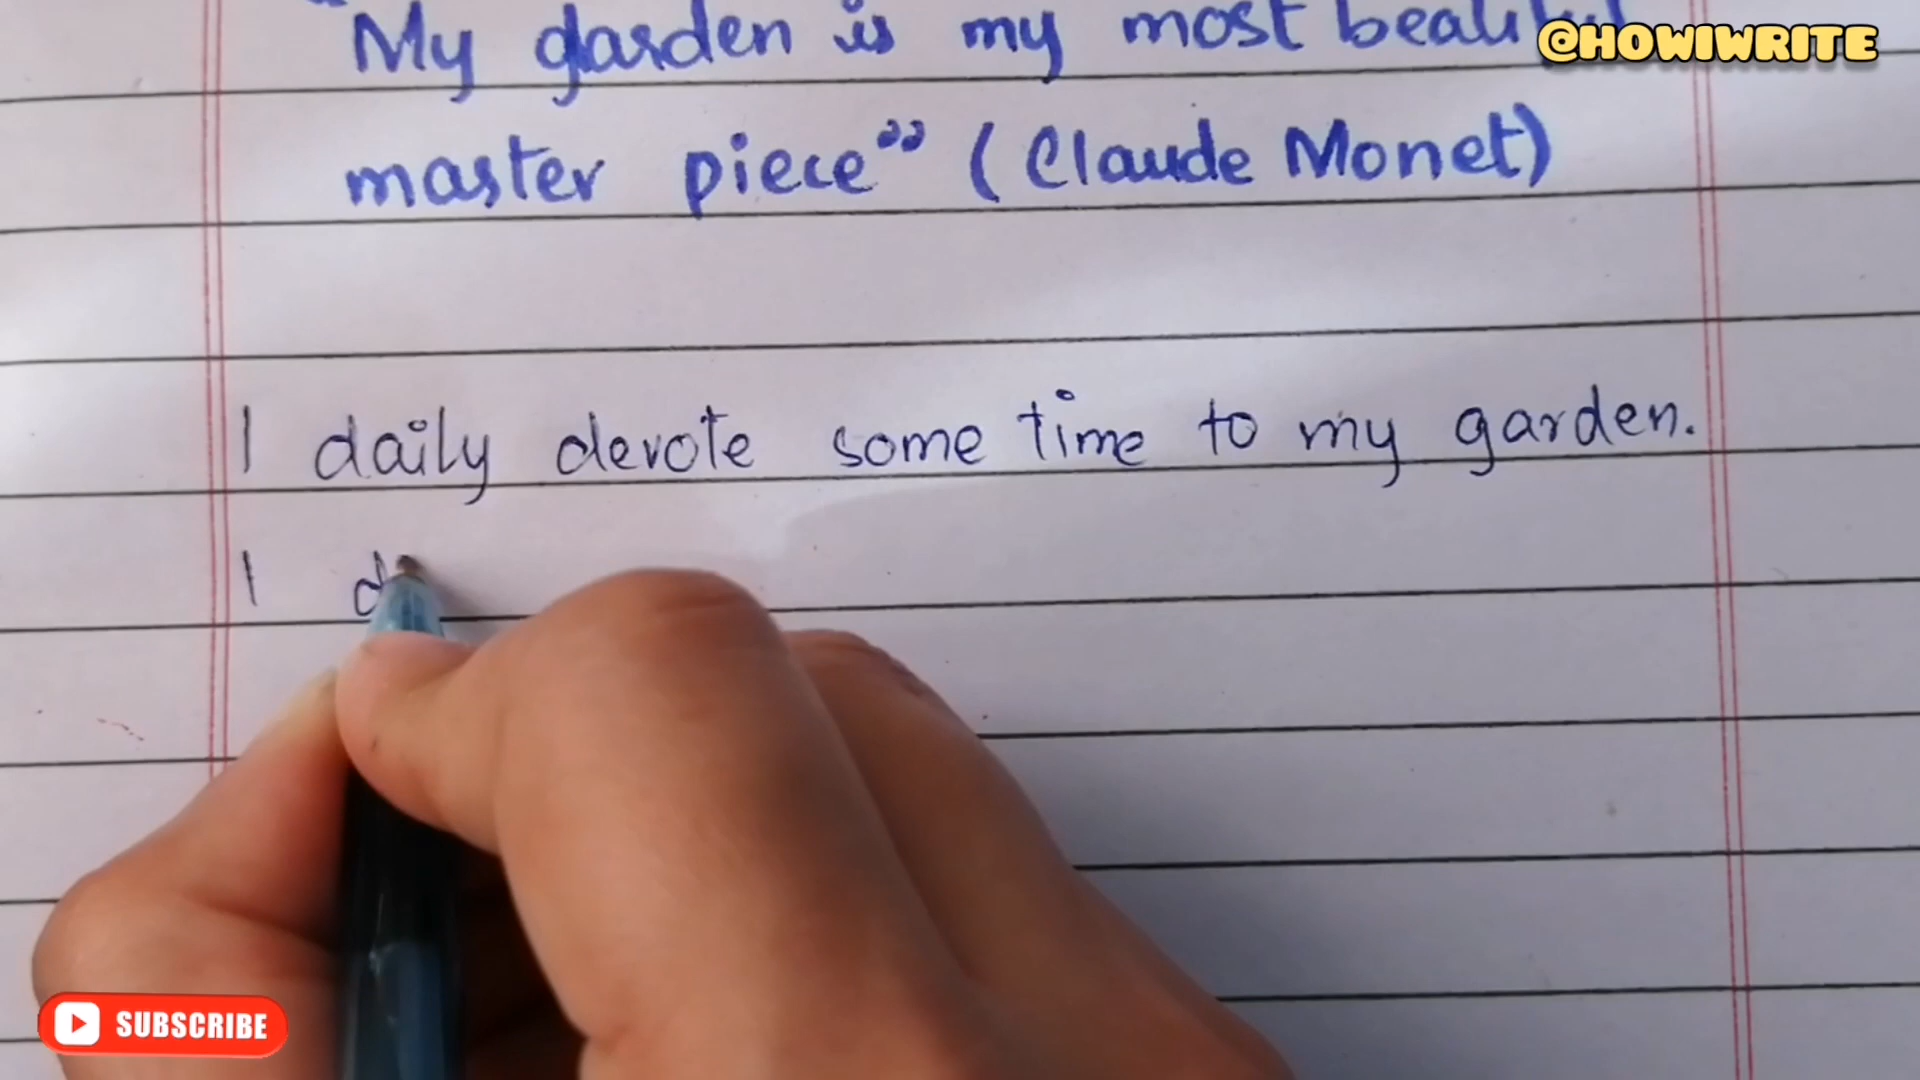 "My garden is my most
@HOWIWRITE
master piece" (Claude Monet)
I daily devote some time to my garden.
I
SUBSCRIBE